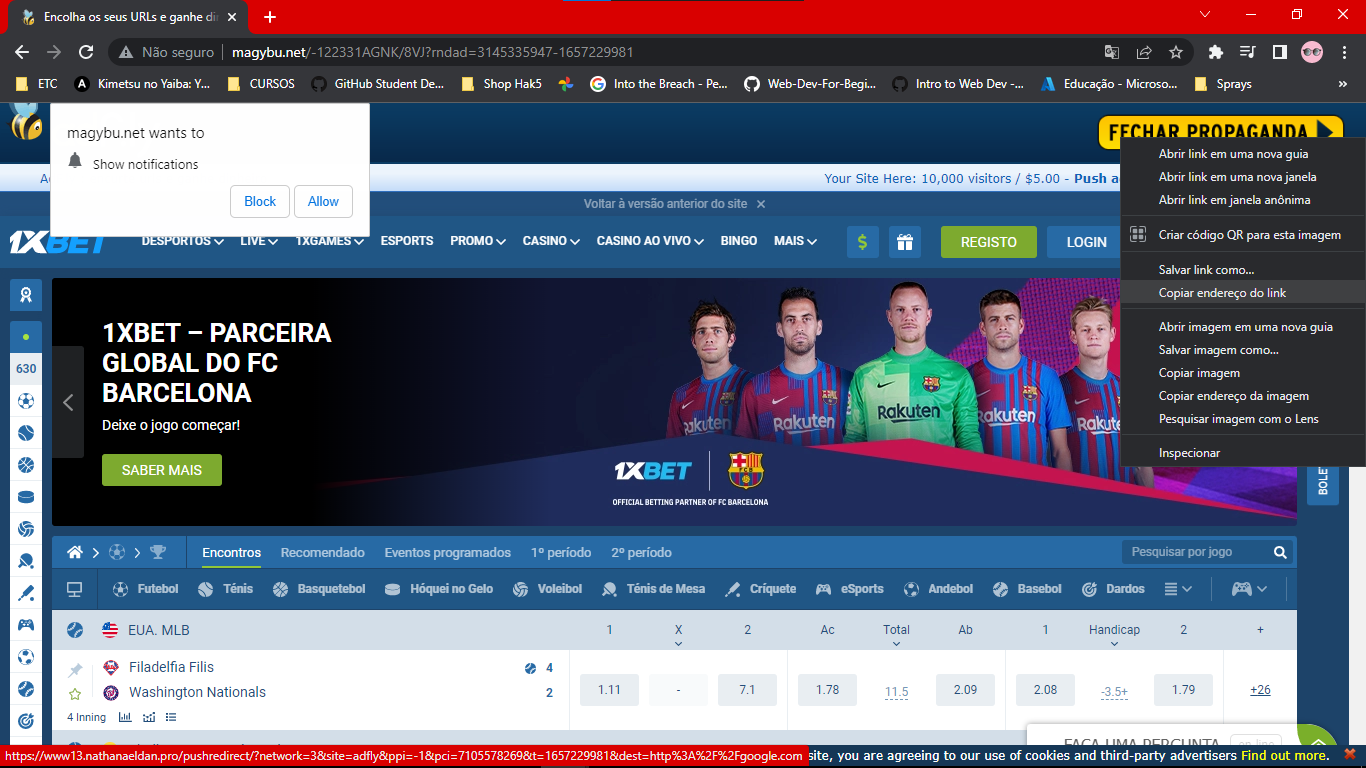 Encolha os seus URLs e ganhe di
Não seguro
magybu.net/-122331AGNK/8VJ?rndad=3145335947-1657229981
ETC
Kimetsu no Yaiba: Y...
CURSOS
GitHub Student De...
Shop Hak5
Into the Breach - Pe...
Web-Dev-For-Begi...
Intro to Web Dev -...
Educação - Microso...
Sprays
»
magybu.net wants to
Show notifications
Block
Allow
FECHAR PROPAGANDA
Your Site Here: 10,000 visitors / $5.00 - Push a
Voltar à versão anterior do site
1XBET
DESPORTOS
LIVE
1XGAMES
ESPORTS
PROMO
CASINO
CASINO AO VIVO
BINGO
MAIS
$
REGISTO
LOGIN
Abrir link em uma nova guia
Abrir link em uma nova janela
Abrir link em janela anônima
Criar código QR para esta imagem
Salvar link como...
Copiar endereço do link
Abrir imagem em uma nova guia
Salvar imagem como...
Copiar imagem
Copiar endereço da imagem
Pesquisar imagem com o Lens
Inspecionar
630
1XBET – PARCEIRA
GLOBAL DO FC
BARCELONA
Deixe o jogo começar!
SABER MAIS
Rakuten
Rakuten
Rakuten
1XBET
OFFICIAL BETTING PARTNER OF FC BARCELONA
BOLE
Encontros
Recomendado
Eventos programados
1º período
2º período
Pesquisar por jogo
Futebol
Ténis
Basquetebol
Hóquei no Gelo
Voleibol
Ténis de Mesa
Críquete
eSports
Andebol
Basebol
Dardos
EUA. MLB
1
X
2
Ac
Total
Ab
1
Handicap
2
+
Filadelfia Filis
4
Washington Nationals
2
1.11
-
7.1
1.78
11.5
2.09
2.08
-3.5+
1.79
+26
4 Inning
FAÇA UMA PERGUNTA
on-line
https://www13.nathanaeldan.pro/pushredirect/?network=3&site=adfly&ppi=-1&pci=7105578269&t=1657229981&dest=http%3A%2F%2Fgoogle.com
site, you are agreeing to our use of cookies and third-party advertisers Find out more.